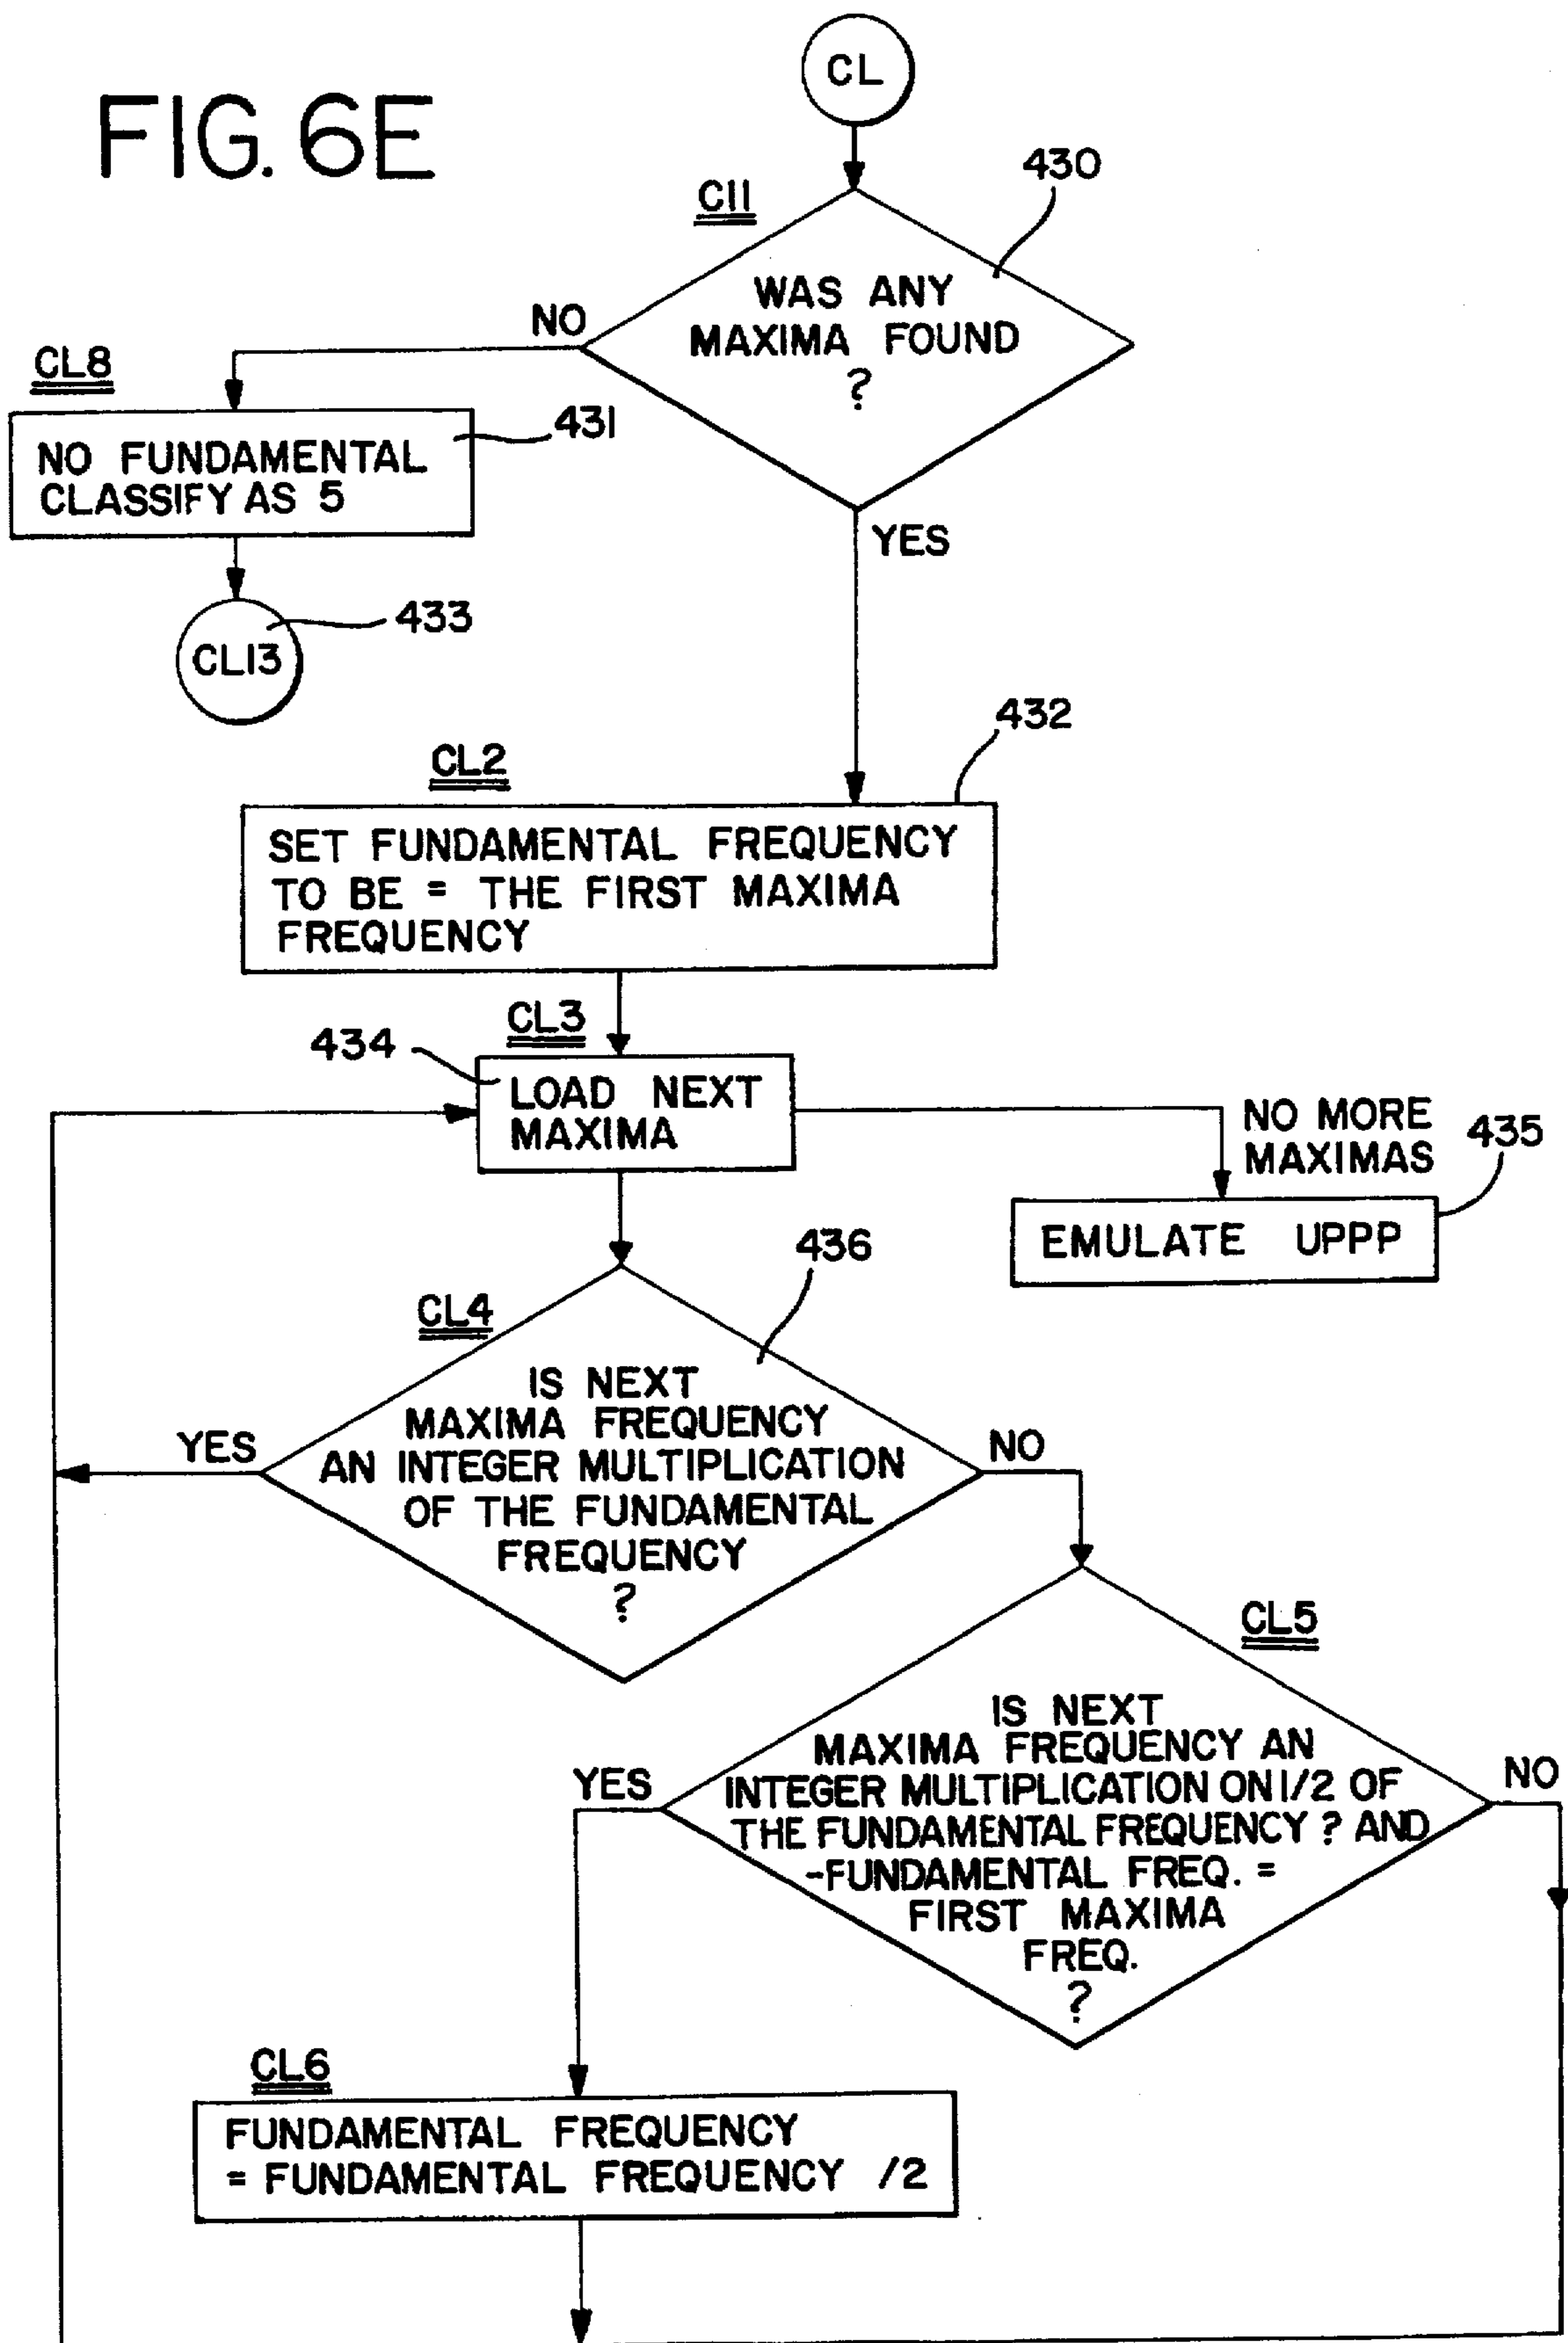 FIG. 6E
CL
C11
430
WAS ANY
MAXIMA FOUND
?
NO
CL8
431
NO FUNDAMENTAL
CLASSIFY AS 5
YES
433
CL13
432
CL2
SET FUNDAMENTAL FREQUENCY
TO BE = THE FIRST MAXIMA
FREQUENCY
CL3
434
LOAD NEXT
MAXIMA
NO MORE
MAXIMAS
435
EMULATE UPPP
436
CL4
IS NEXT
MAXIMA FREQUENCY
AN INTEGER MULTIPLICATION
OF THE FUNDAMENTAL
FREQUENCY
?
YES
NO
CL5
IS NEXT
MAXIMA FREQUENCY AN
INTEGER MULTIPLICATION ON 1/2 OF
THE FUNDAMENTAL FREQUENCY ? AND
-FUNDAMENTAL FREQ. =
FIRST MAXIMA
FREQ.
?
YES
NO
CL6
FUNDAMENTAL FREQUENCY
= FUNDAMENTAL FREQUENCY /2